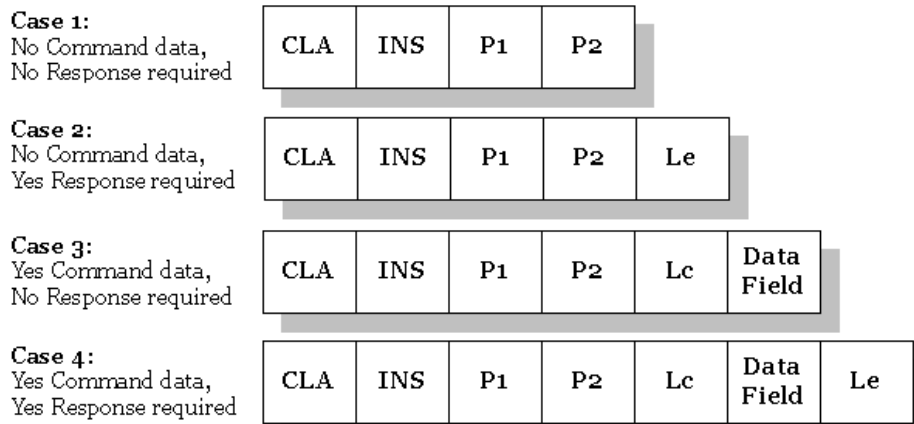 Case 1:
No Command data,
No Response required
CLA INS P1 P2
Case 2:
No Command data,
Yes Response required
CLA INS P1 P2 Le
Case 3:
Yes Command data,
No Response required
CLA INS P1 P2 Lc Data Field
Case 4:
Yes Command data,
Yes Response required
CLA INS P1 P2 Lc Data Field Le